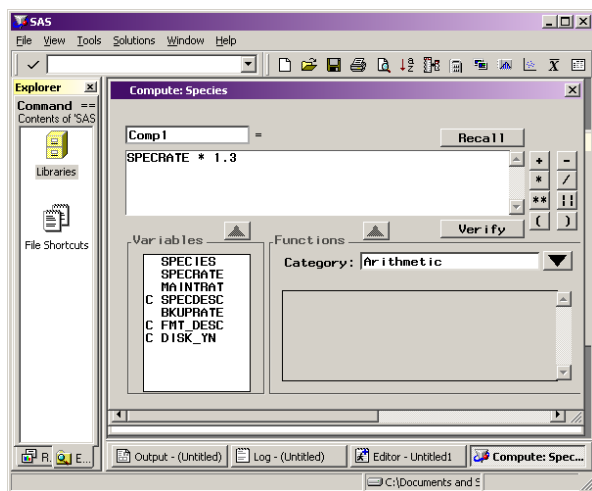 SAS
File View Tools Solutions Window Help
Explorer
Command ==
Contents of 'SAS
Libraries
File Shortcuts
Compute: Species
Comp1 =
Recall
SPECRATE * 1.3
+ -
* /
** ||
( )
Verify
Variables
SPECIES
SPECRATE
MAINTRAT
C SPECDESC
BKUPRATE
C FMT_DESC
C DISK_YN
Functions
Category: Arithmetic
R. E...
Output - (Untitled) Log - (Untitled) Editor - Untitled1 Compute: Spec...
C:\Documents and S